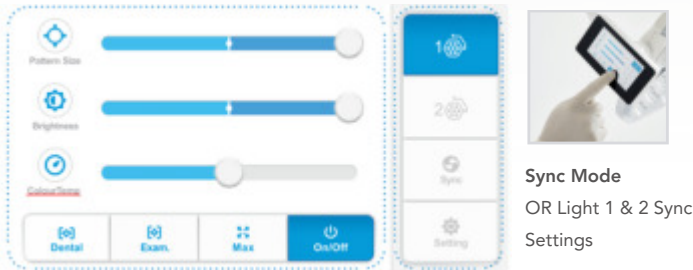 Pattern Size
Brightness
ColourTemp
Dental
Exam.
Max
On/Off
1
2
Sync
Setting
Sync Mode
OR Light 1 & 2 Sync
Settings